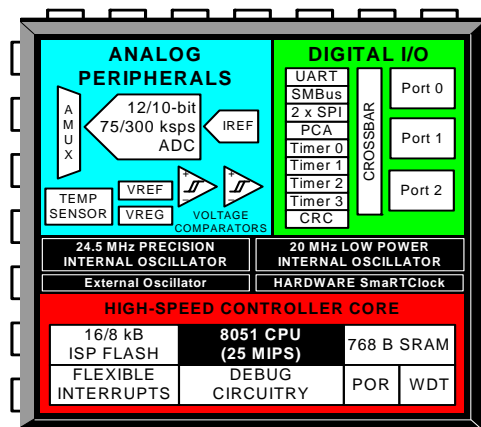 ANALOG
PERIPHERALS
A
M
U
X
12/10-bit
75/300 ksps
ADC
IREF
TEMP
SENSOR
VREF
VREG
+
–
+
–
VOLTAGE
COMPARATORS
DIGITAL I/O
UART
SMBus
2 x SPI
PCA
Timer 0
Timer 1
Timer 2
Timer 3
CRC
CROSSBAR
Port 0
Port 1
Port 2
24.5 MHz PRECISION
INTERNAL OSCILLATOR
20 MHz LOW POWER
INTERNAL OSCILLATOR
External Oscillator
HARDWARE SmaRTClock
HIGH-SPEED CONTROLLER CORE
16/8 kB
ISP FLASH
8051 CPU
(25 MIPS)
768 B SRAM
FLEXIBLE
INTERRUPTS
DEBUG
CIRCUITRY
POR
WDT